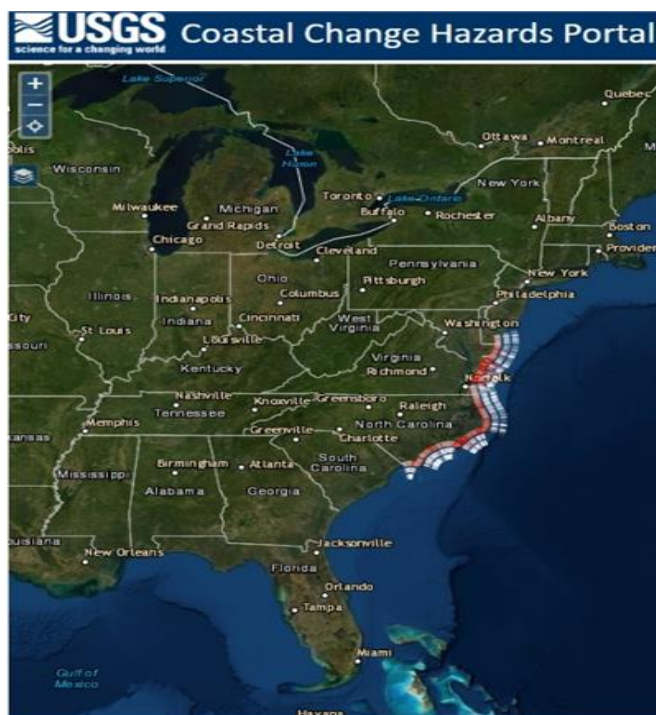 USGS
science for a changing world
Coastal Change Hazards Portal
Lake Superior
Quebec
Ottawa
Montreal
Wisconsin
Lake
Huron
Toronto
Lake Ontario
New York
Milwaukee
Michigan
Buffalo
Rochester
Albany
Grand Rapids
Boston
Chicago
Detroit
Cleveland
Providen
Pennsylvania
New York
Ohio
Pittsburgh
Philadelphia
Illinois
Indianapolis
Columbus
City
Indiana
Cincinnati
West
Virginia
Washington
St. Louis
Louisville
Virginia
Richmond
Kentucky
Norfolk
Nashville
Knoxville
Greensboro
Raleigh
Tennessee
North Carolina
Memphis
Greenville
Charlotte
South
Carolina
Mississippi
Birmingham
Atlanta
Alabama
Georgia
Jacksonville
New Orleans
Florida
Orlando
Tampa
Miami
Gulf of
Mexico
Havana